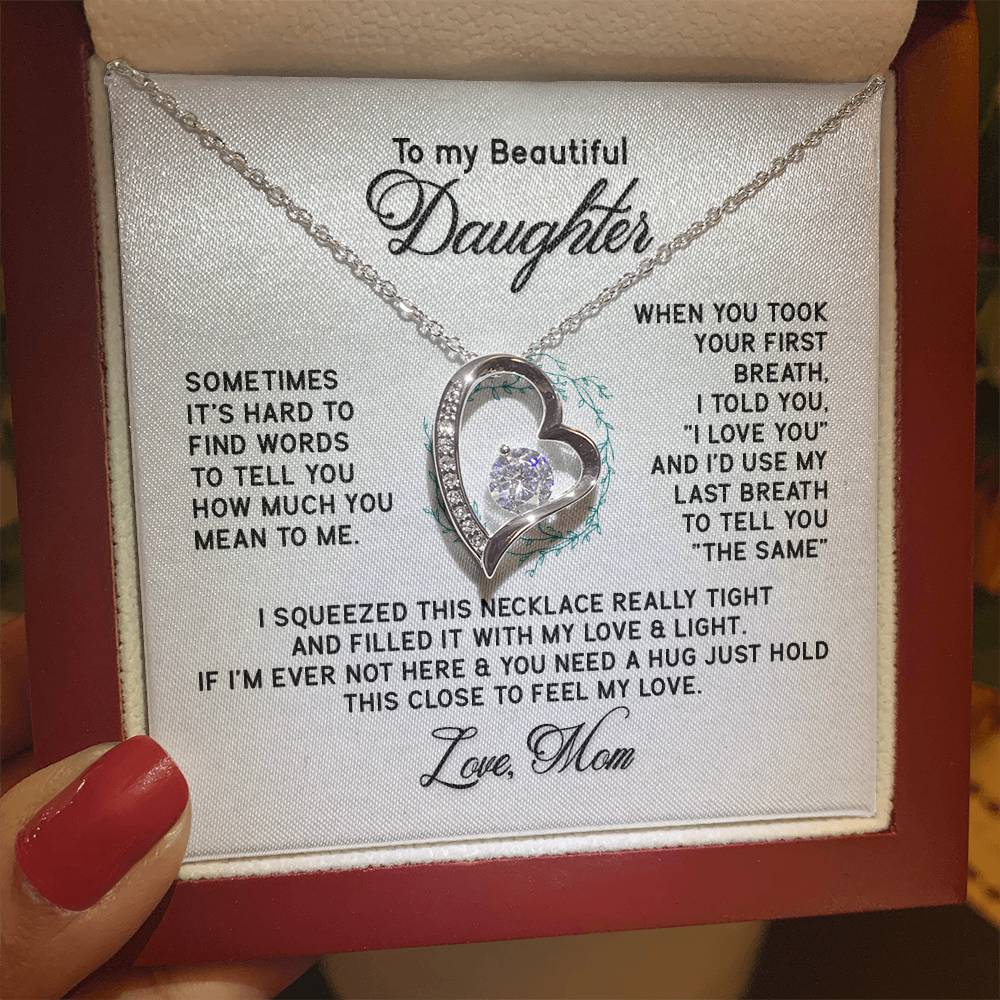 To my Beautiful
Daughter
SOMETIMES
IT'S HARD TO
FIND WORDS
TO TELL YOU
HOW MUCH YOU
MEAN TO ME.
WHEN YOU TOOK
YOUR FIRST
BREATH,
I TOLD YOU,
"I LOVE YOU"
AND I'D USE MY
LAST BREATH
TO TELL YOU
"THE SAME"
I SQUEEZED THIS NECKLACE REALLY TIGHT
AND FILLED IT WITH MY LOVE & LIGHT.
IF I'M EVER NOT HERE & YOU NEED A HUG JUST HOLD
THIS CLOSE TO FEEL MY LOVE.
Love, Mom